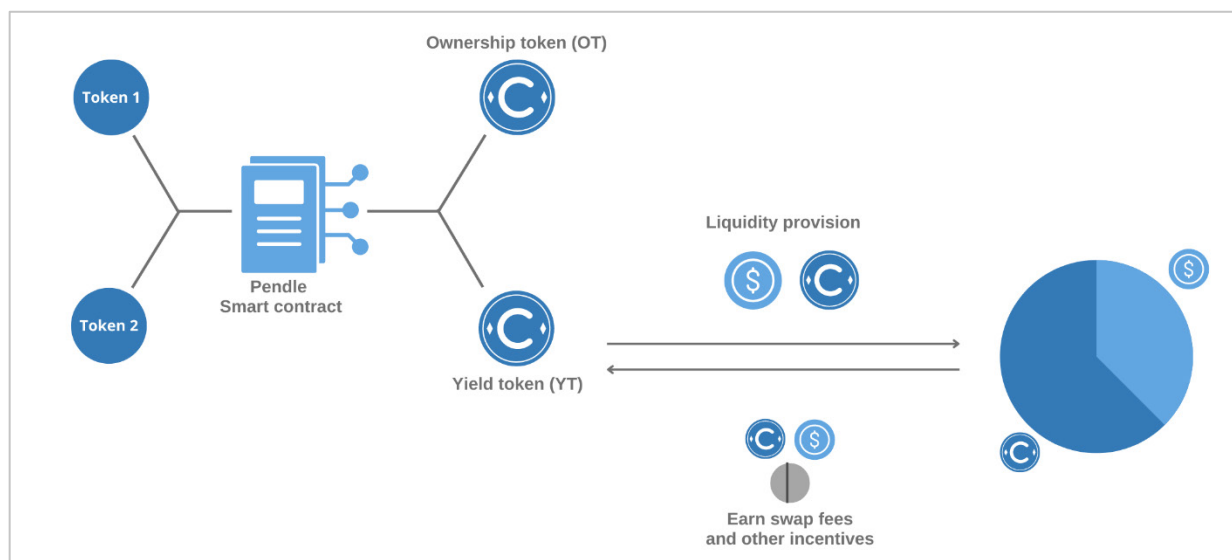 Ownership token (OT)
Token 1
Pendle
Smart contract
Token 2
Yield token (YT)
Liquidity provision
$
$
$
Earn swap fees
and other incentives